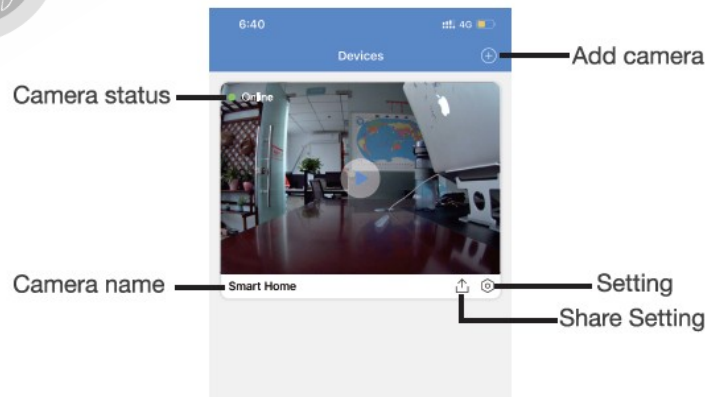 6:40
4G
Devices
Add camera
Camera status
Online
Camera name
Smart Home
Setting
Share Setting